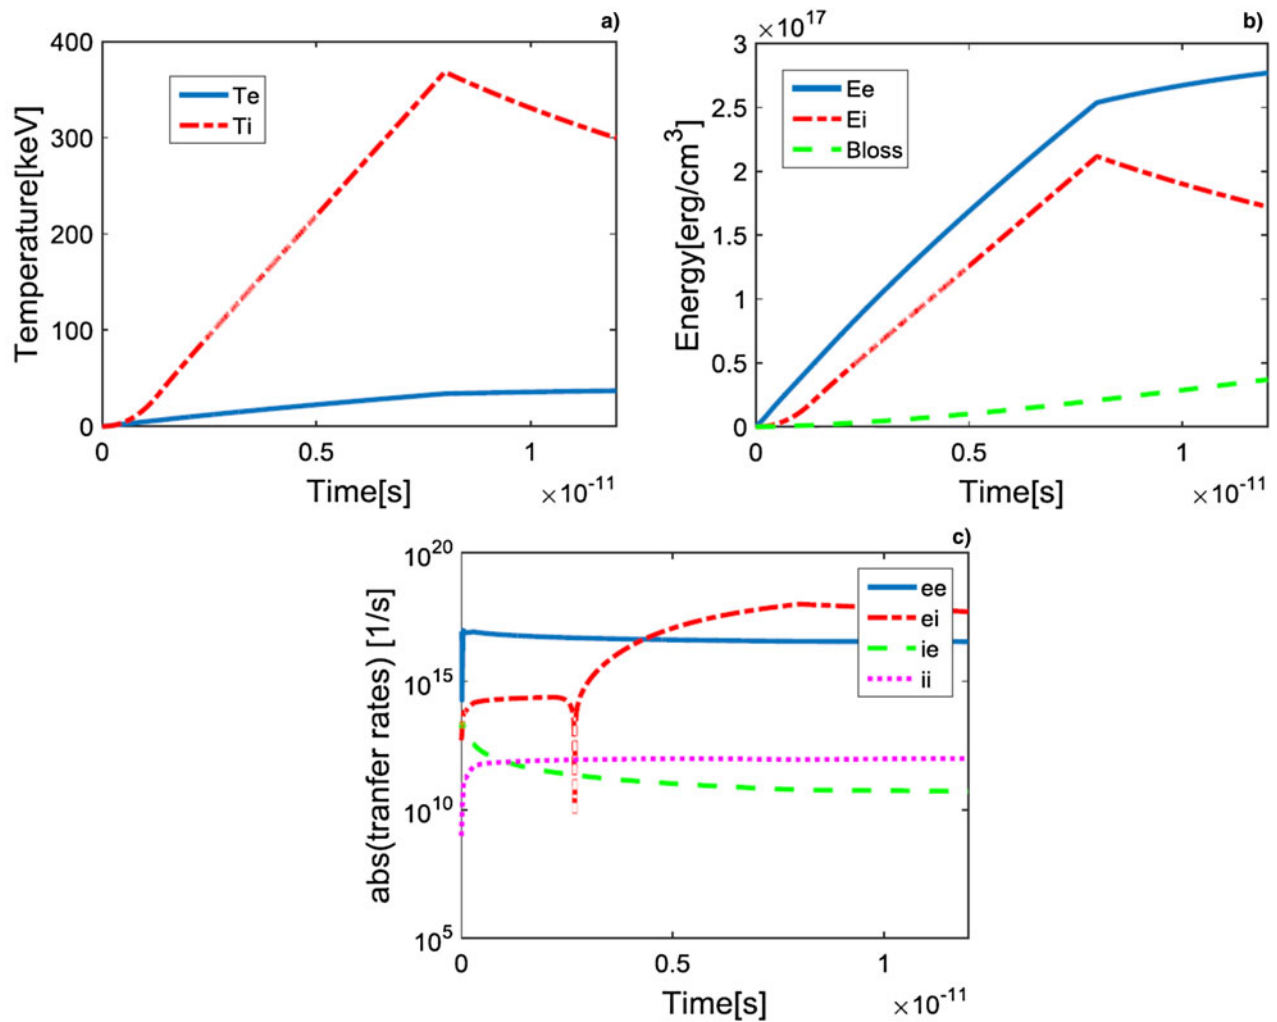 a)
400
300
200
100
0
Temperature[keV]
Te
Ti
0 0.5 1
Time[s]
×10-11
b)
×1017
3
2.5
2
1.5
1
0.5
0
Energy[erg/cm3]
Ee
Ei
Bloss
0 0.5 1
Time[s]
×10-11
c)
1020
1015
1010
105
abs(tranfer rates) [1/s]
ee
ei
ie
ii
0 0.5 1
Time[s]
×10-11